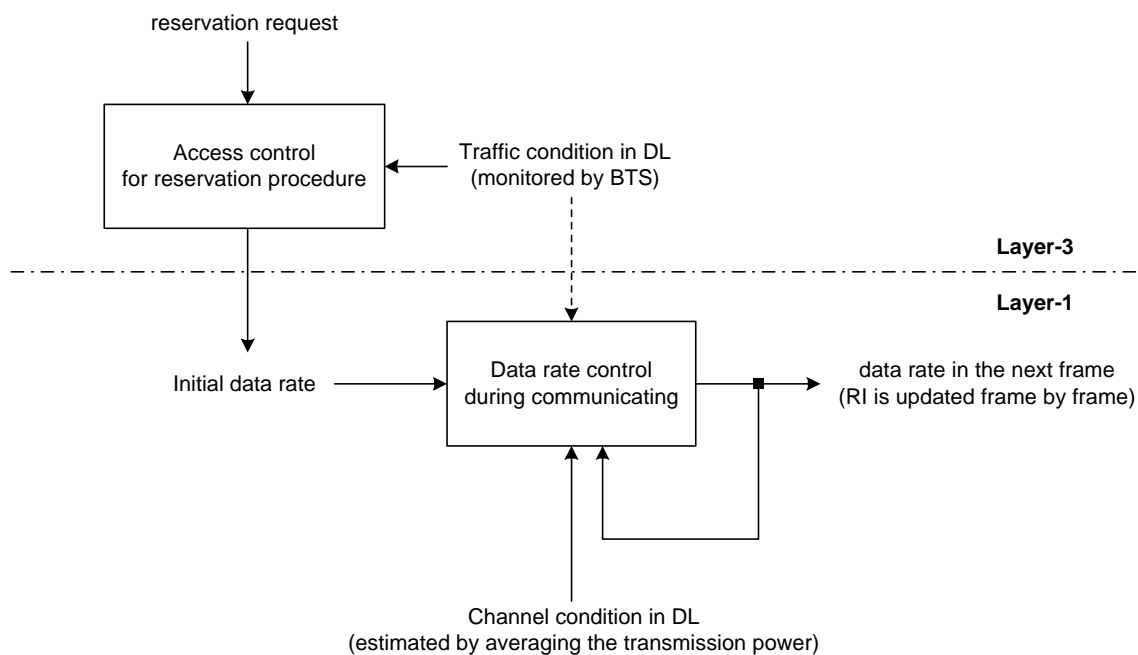 reservation request
Access control
for reservation procedure
Traffic condition in DL
(monitored by BTS)
Layer-3
Layer-1
Initial data rate
Data rate control
during communicating
data rate in the next frame
(RI is updated frame by frame)
Channel condition in DL
(estimated by averaging the transmission power)